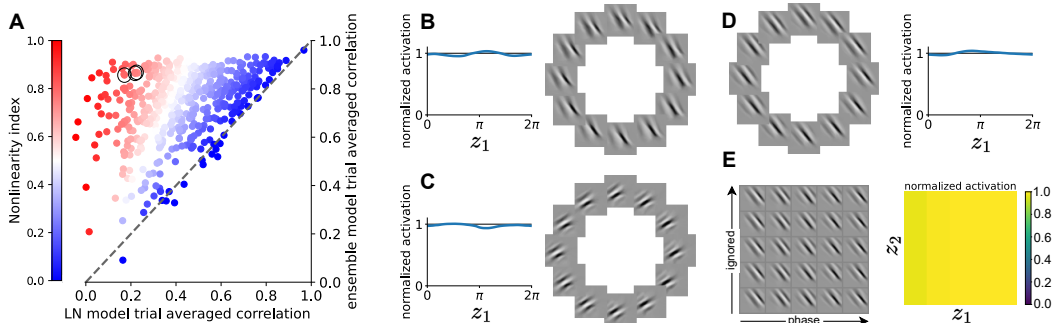 A
Nonlinearity index
1.0
0.8
0.6
0.4
0.2
0.0
0.0
0.2
0.4
0.6
0.8
1.0
LN model trial averaged correlation
1.0
0.8
0.6
0.4
0.2
0.0
ensemble model trial averaged correlation
B
normalized activation
1
0
0
π
2π
z₁
C
normalized activation
1
0
0
π
2π
z₁
D
normalized activation
1
0
0
π
2π
z₁
E
ignored
phase
normalized activation
z₂
z₁
1.0
0.8
0.6
0.4
0.2
0.0